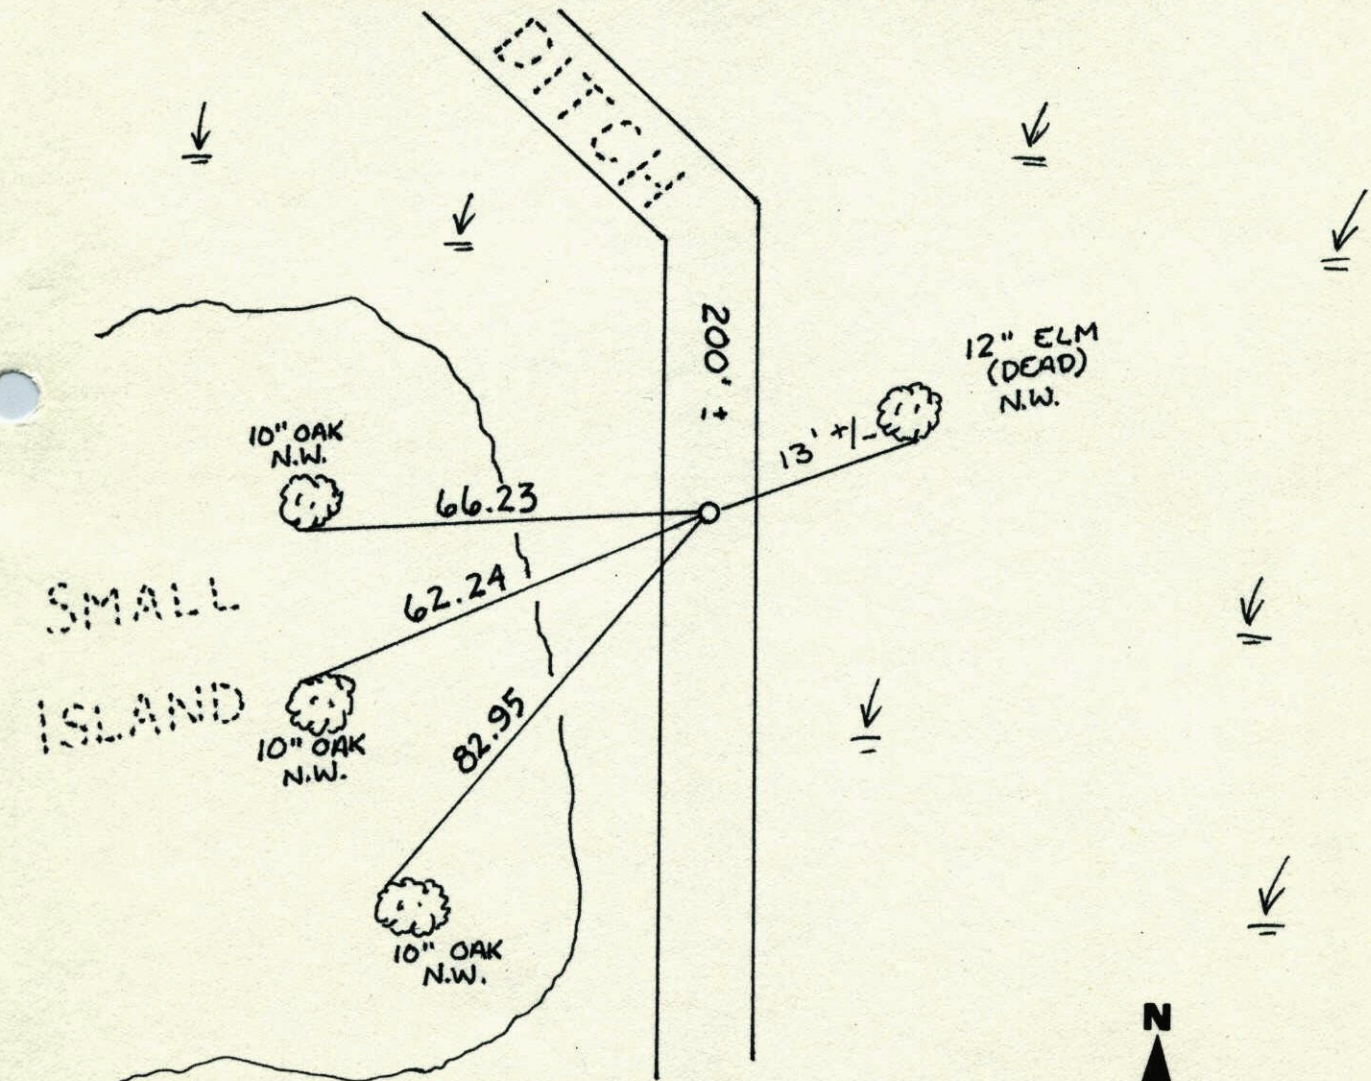 DITCH
200' ±
12" ELM
(DEAD)
N.W.
13' +/-
10" OAK
N.W.
66.23
SMALL
ISLAND
62.24
10" OAK
N.W.
82.95
10" OAK
N.W.
N